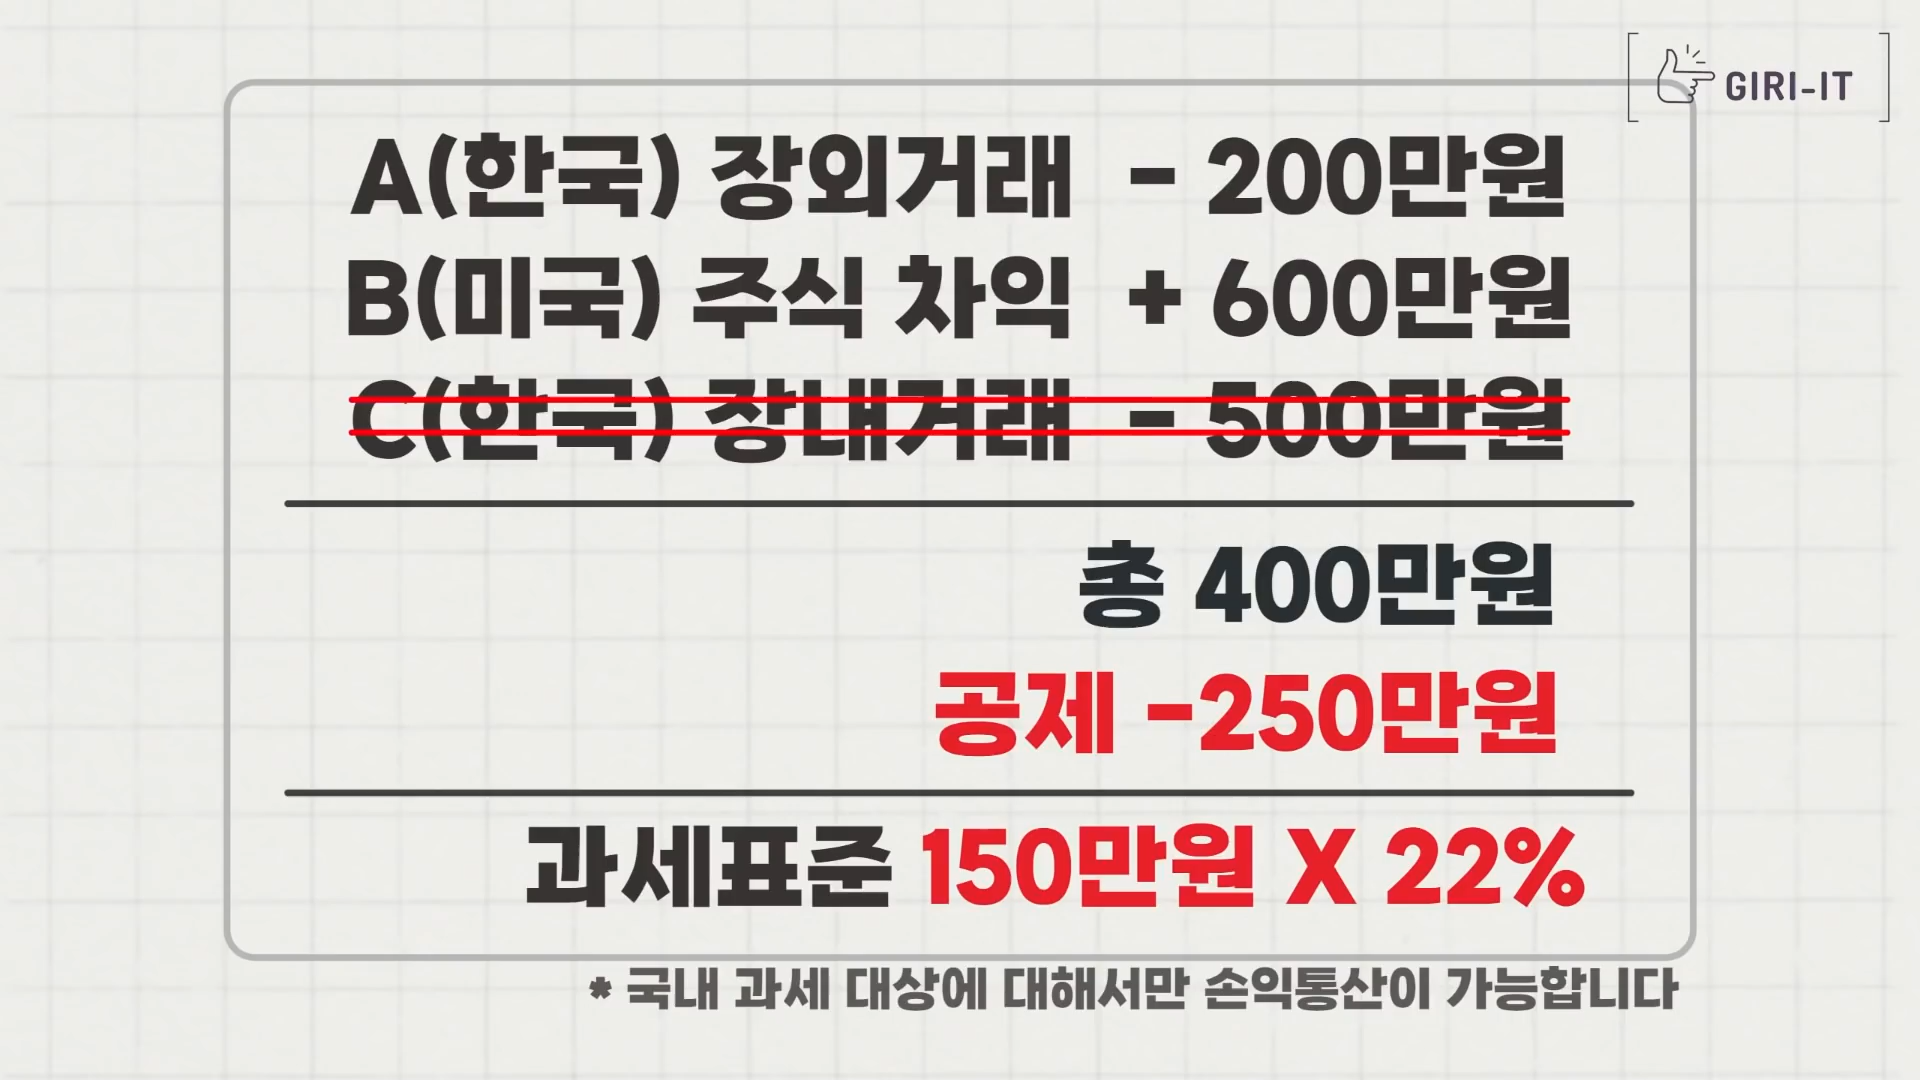 GIRI-IT
A(한국) 장외거래 - 200만원
B(미국) 주식 차익 + 600만원
C(한국) 장내거래 - 500만원
총 400만원
공제 -250만원
과세표준 150만원 X 22%
* 국내 과세 대상에 대해서만 손익통산이 가능합니다